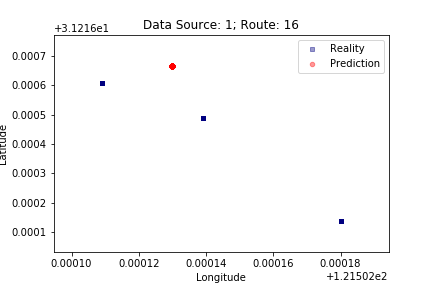 Data Source: 1; Route: 16
+3.1216e1
Reality
Prediction
0.0007
0.0006
0.0005
0.0004
0.0003
0.0002
0.0001
Latitude
0.00010 0.00012 0.00014 0.00016 0.00018
Longitude
+1.21502e2